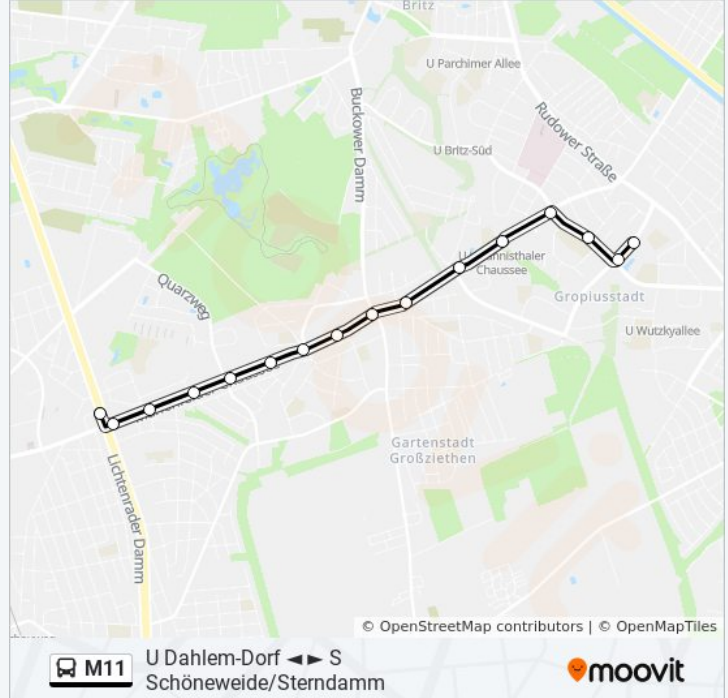 Britz
U Parchimer Allee
Buckower Damm
Rudower Straße
U Britz-Süd
Chaussee
Quarzweg
Gropiusstadt
U Wutzkyallee
Gartenstadt
Großziethen
Lichtenrader Damm
© OpenStreetMap contributors | © OpenMapTiles
M11
U Dahlem-Dorf ◄► S
Schöneweide/Sterndamm
moovit